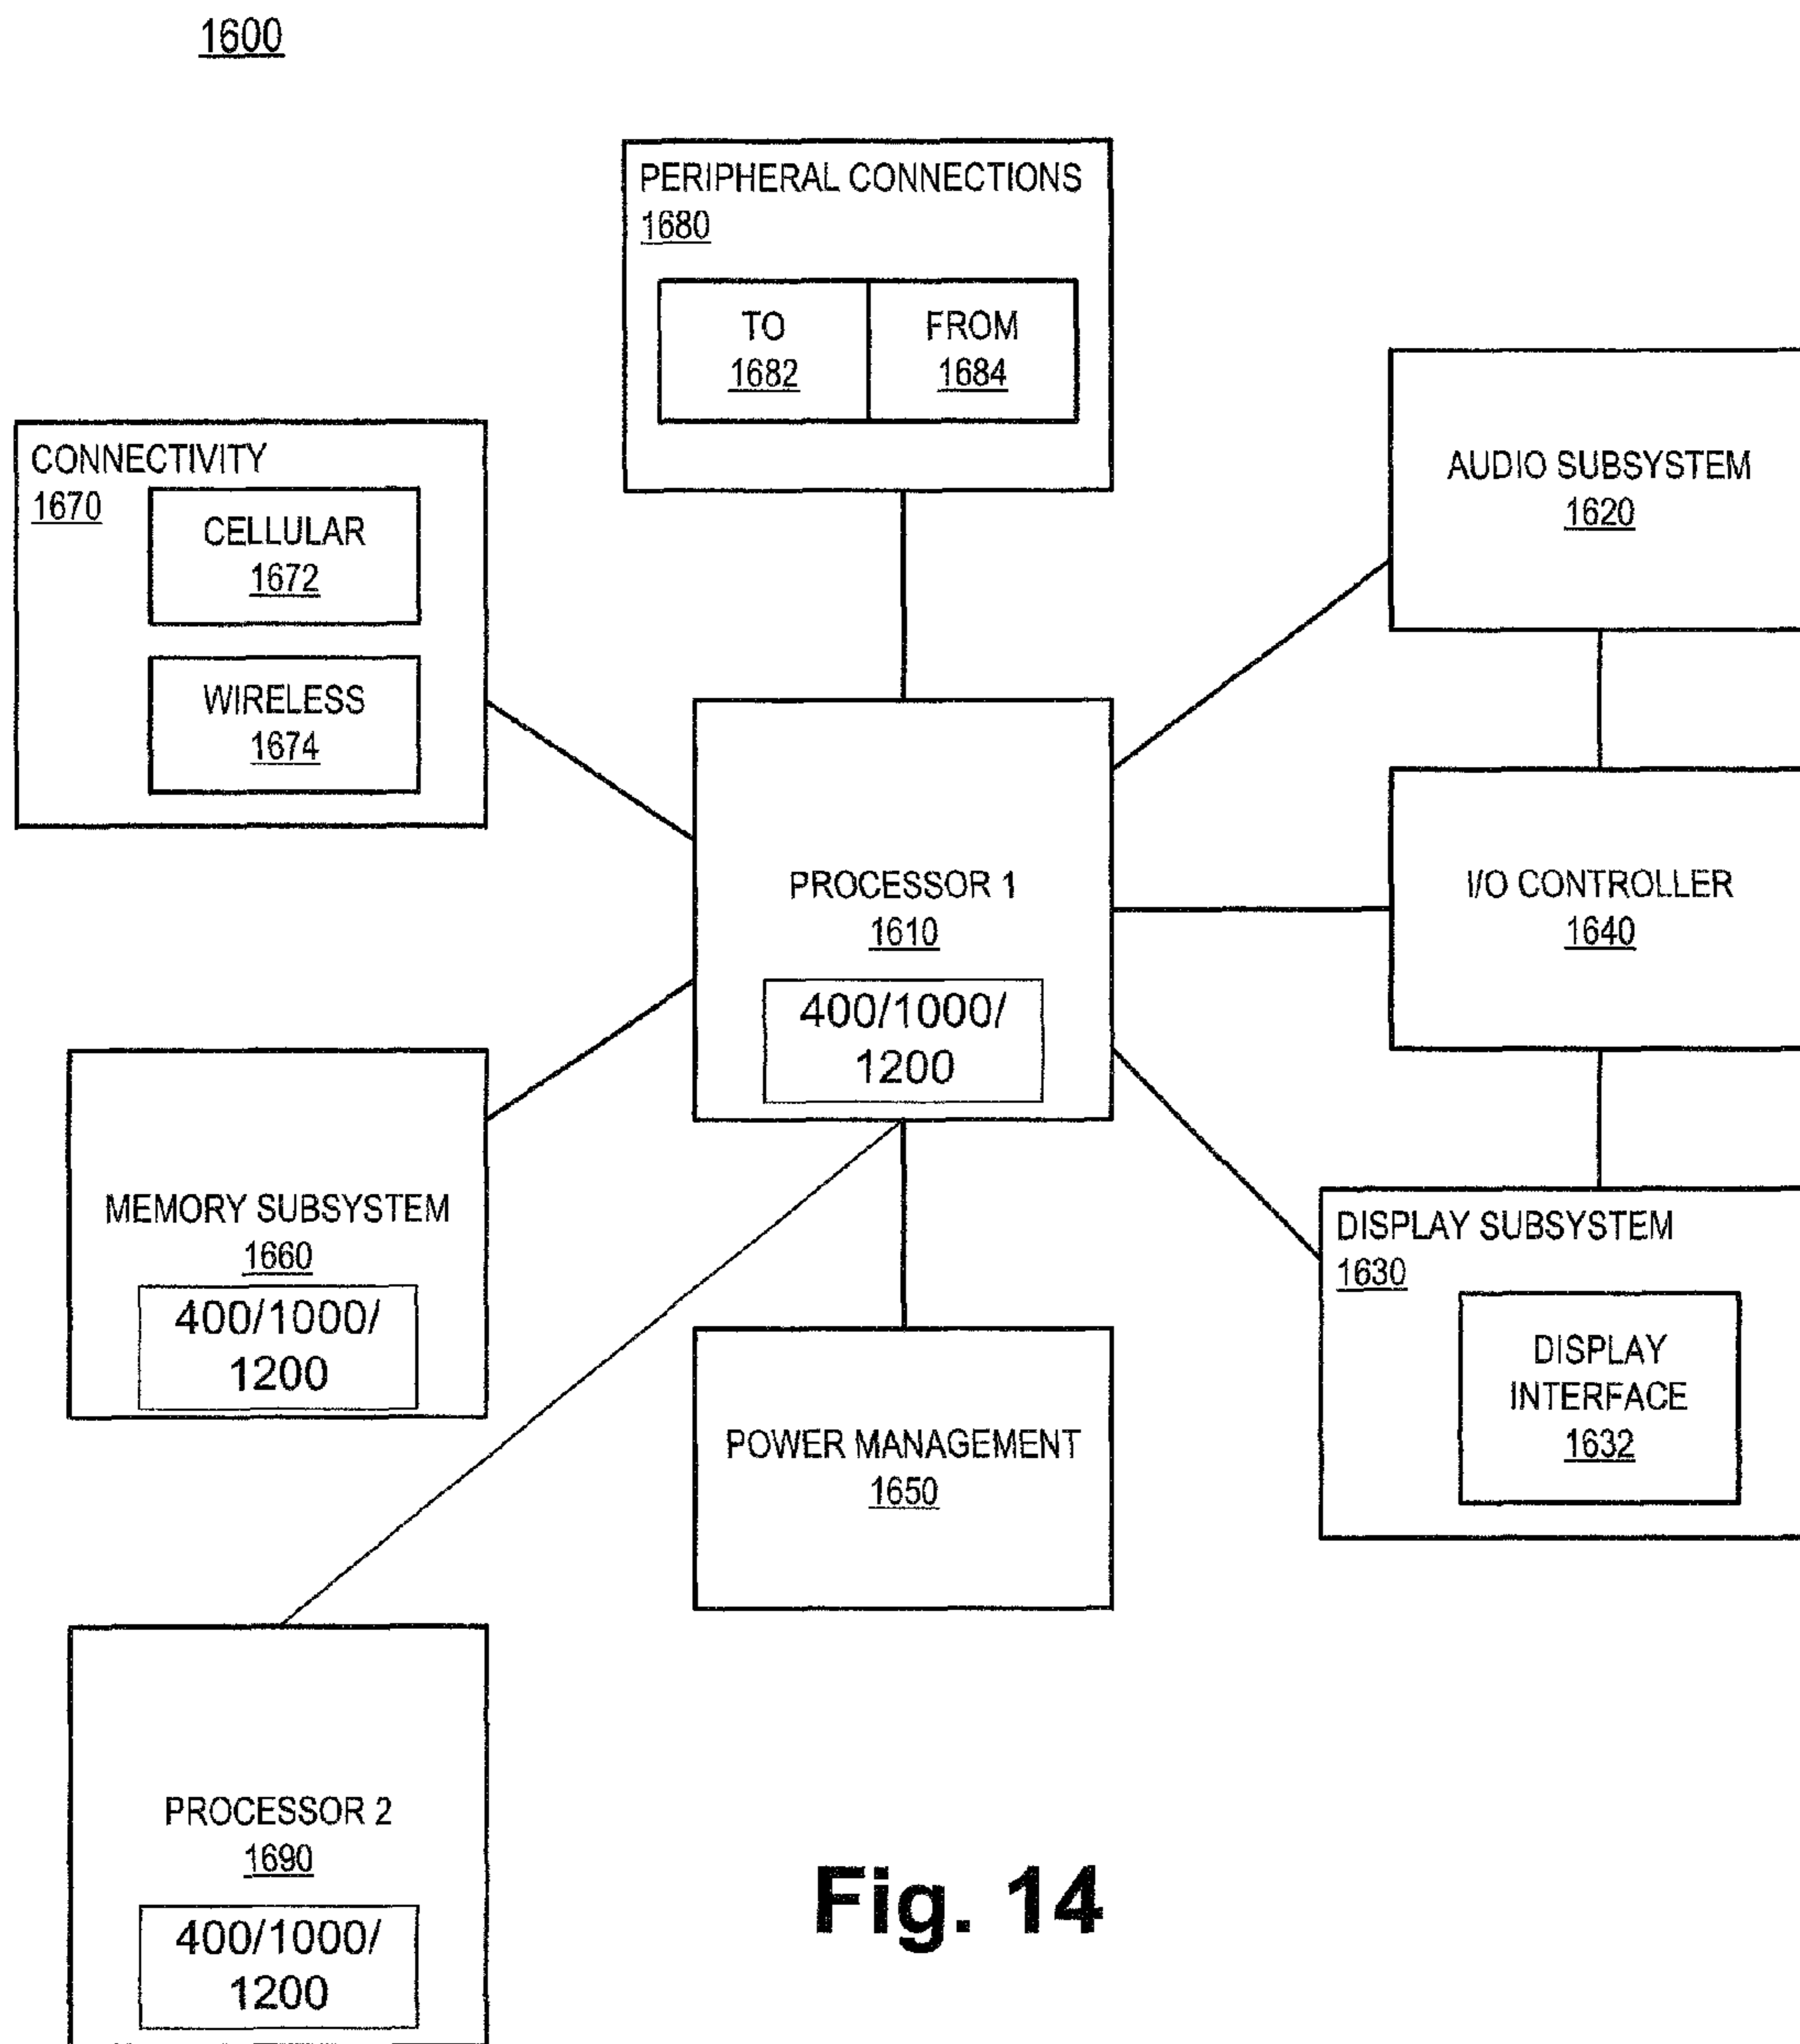 1600
PERIPHERAL CONNECTIONS
1680
TO
1682
FROM
1684
AUDIO SUBSYSTEM
1620
CONNECTIVITY
1670
CELLULAR
1672
WIRELESS
1674
PROCESSOR 1
1610
400/1000/
1200
I/O CONTROLLER
1640
MEMORY SUBSYSTEM
1660
400/1000/
1200
DISPLAY SUBSYSTEM
1630
DISPLAY
INTERFACE
1632
POWER MANAGEMENT
1650
PROCESSOR 2
1690
400/1000/
1200
Fig. 14